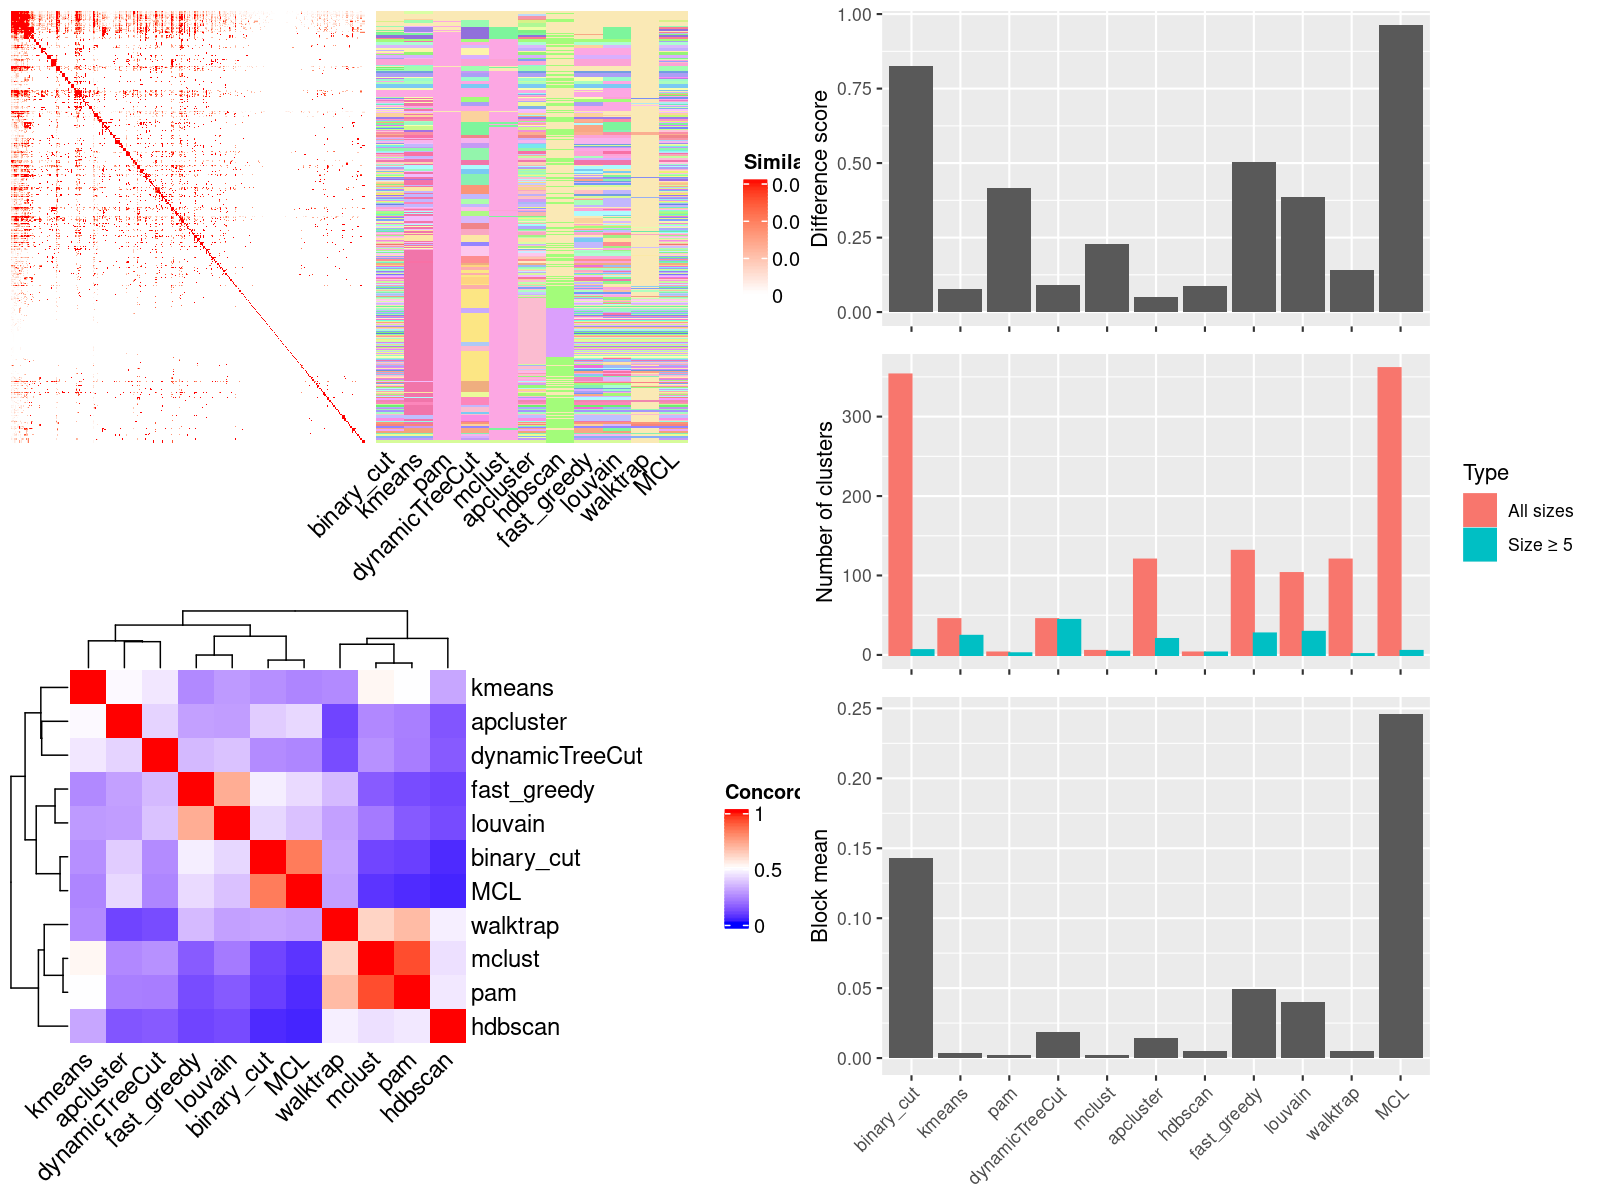 Simila
0.0
0.0
0.0
0
binary_cut
kmeans
pam
dynamicTreeCut
mclust
apcluster
hdbscan
fast_greedy
louvain
walktrap
MCL
kmeans
apcluster
dynamicTreeCut
fast_greedy
louvain
binary_cut
MCL
walktrap
mclust
pam
hdbscan
kmeans
apcluster
dynamicTreeCut
fast_greedy
louvain
binary_cut
MCL
walktrap
mclust
pam
hdbscan
Concord
1
0.5
0
Difference score
1.00
0.75
0.50
0.25
0.00
Number of clusters
300
200
100
0
Type
All sizes
Size ≥ 5
Block mean
0.25
0.20
0.15
0.10
0.05
0.00
binary_cut
kmeans
pam
dynamicTreeCut
mclust
apcluster
hdbscan
fast_greedy
louvain
walktrap
MCL